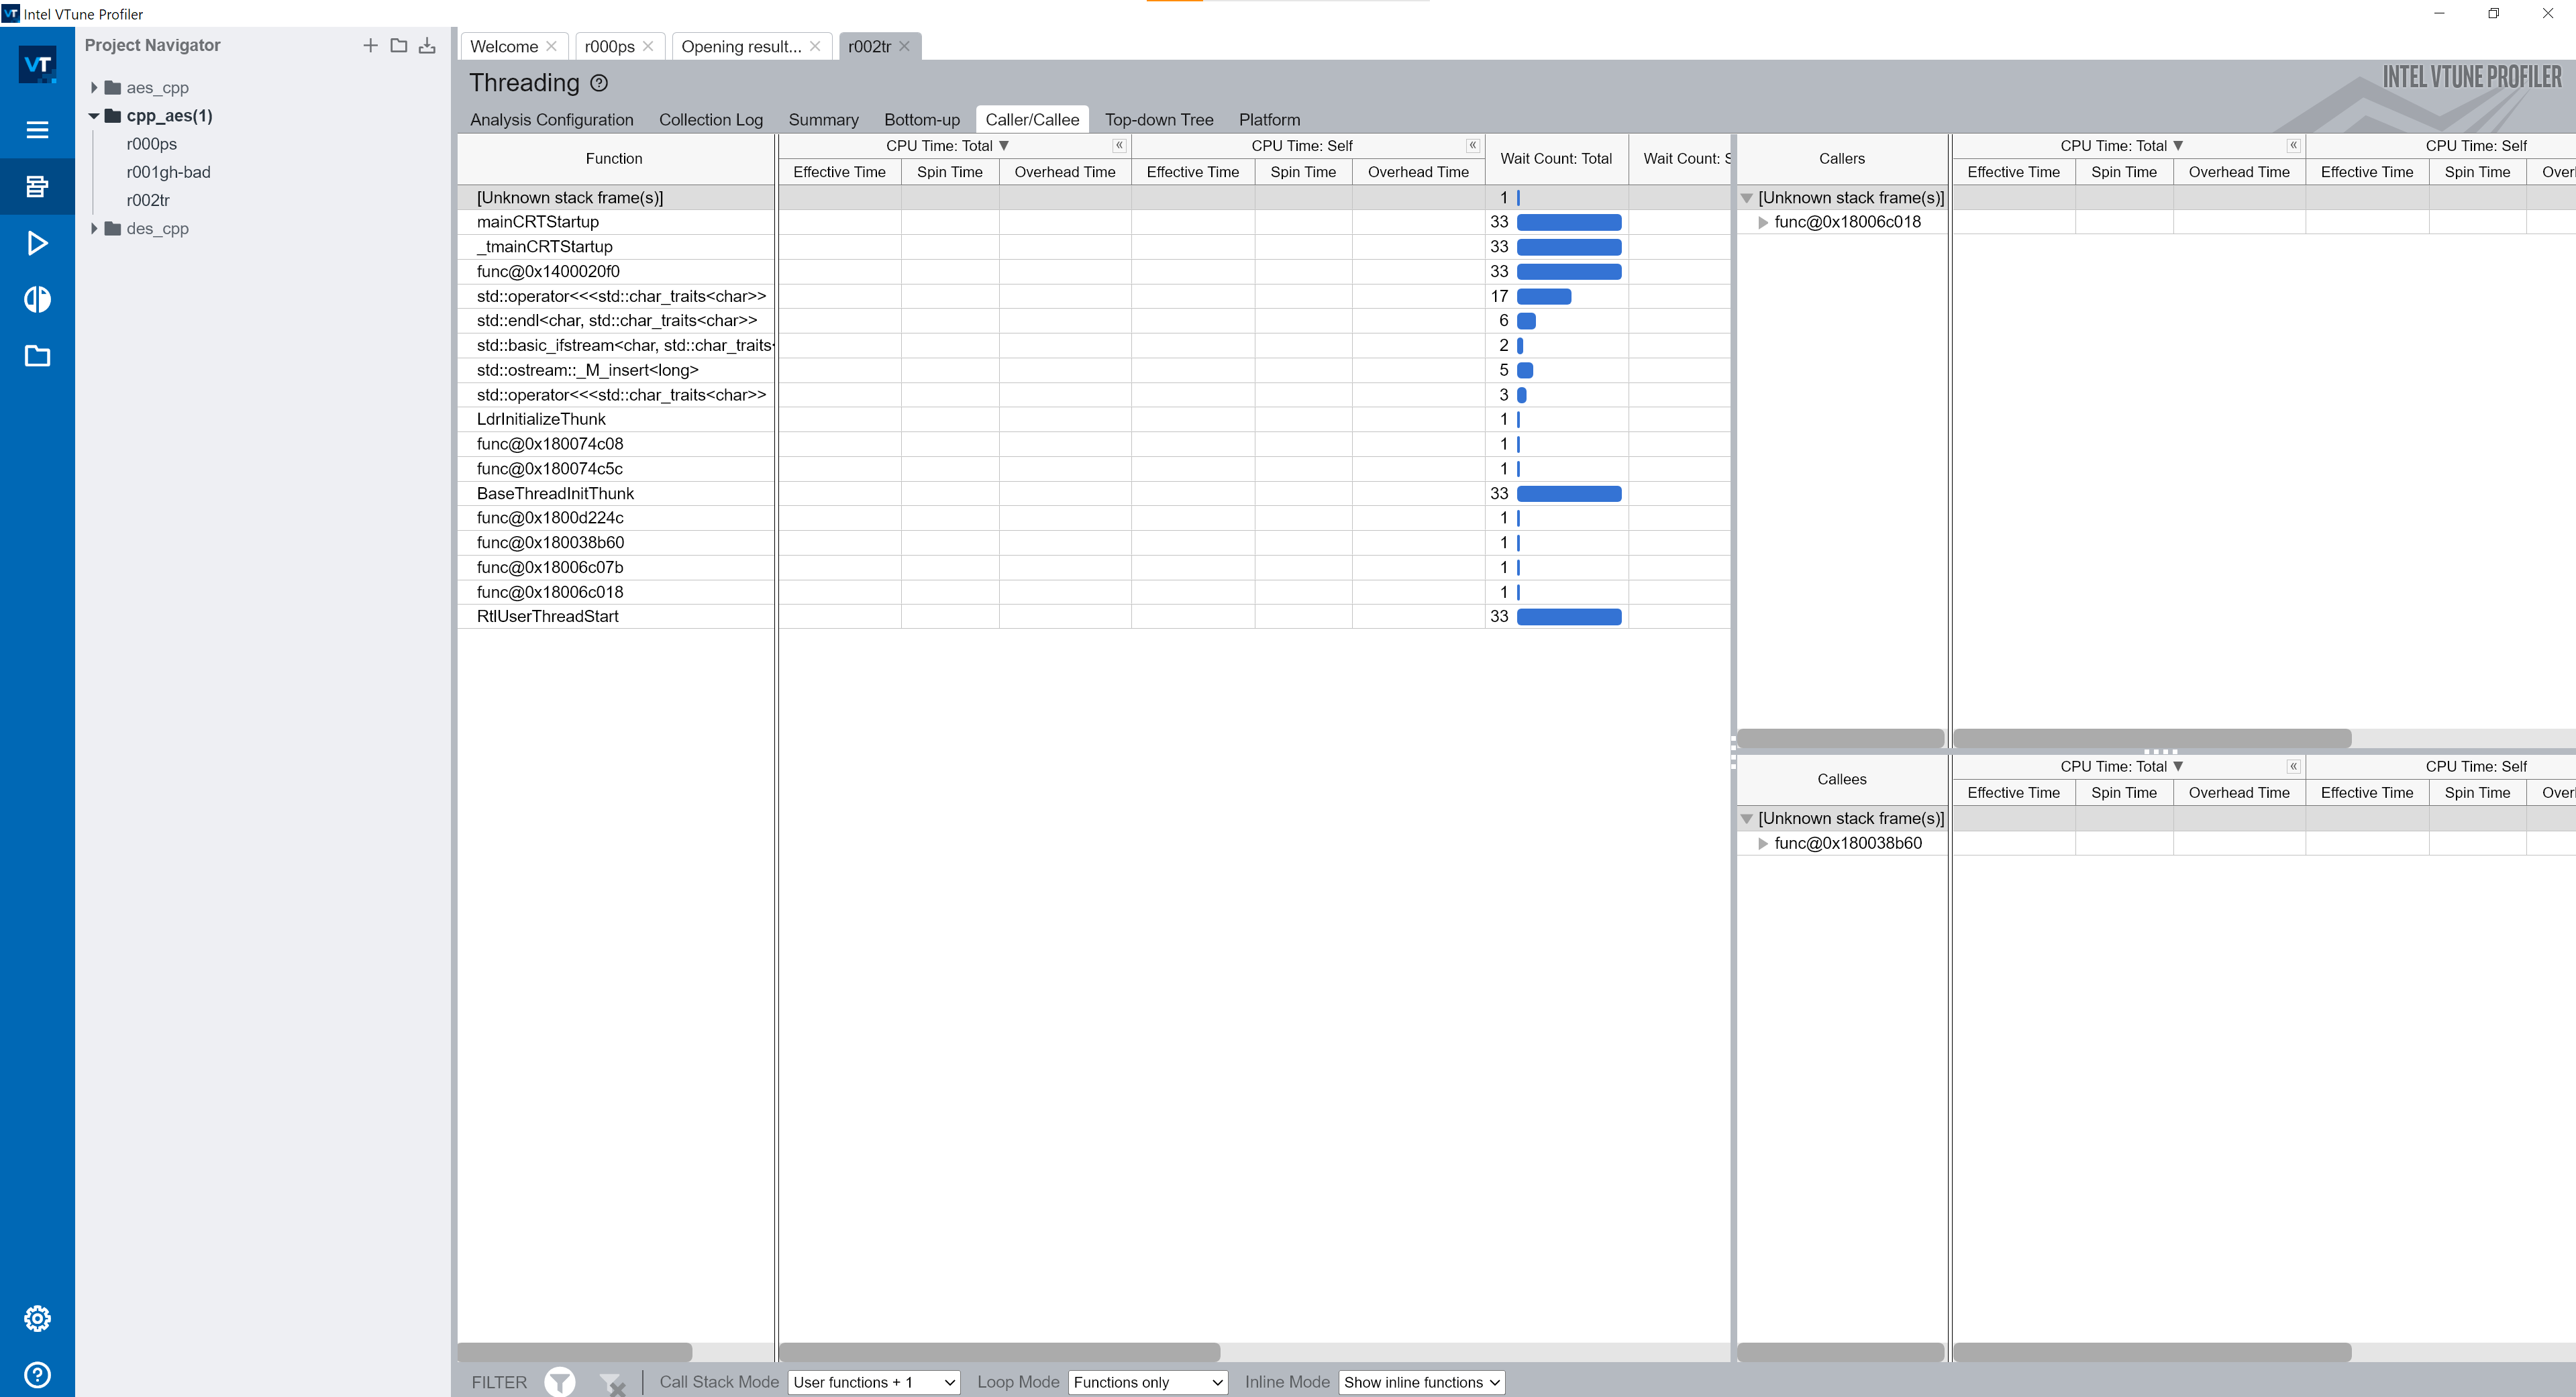 Intel VTune Profiler
Project Navigator
aes_cpp
cpp_aes(1)
r000ps
r001gh-bad
r002tr
des_cpp
Welcome
r000ps
Opening result...
r002tr
Threading
INTEL VTUNE PROFILER
Analysis Configuration
Collection Log
Summary
Bottom-up
Caller/Callee
Top-down Tree
Platform
Function
CPU Time: Total
CPU Time: Self
Wait Count: Total
Wait Count: S
Effective Time
Spin Time
Overhead Time
Effective Time
Spin Time
Overhead Time
[Unknown stack frame(s)] 1
mainCRTStartup 33
_tmainCRTStartup 33
func@0x1400020f0 33
std::operator<<<std::char_traits<char>> 17
std::endl<char, std::char_traits<char>> 6
std::basic_ifstream<char, std::char_traits< 2
std::ostream::_M_insert<long> 5
std::operator<<<std::char_traits<char>> 3
LdrInitializeThunk 1
func@0x180074c08 1
func@0x180074c5c 1
BaseThreadInitThunk 33
func@0x1800d224c 1
func@0x180038b60 1
func@0x18006c07b 1
func@0x18006c018 1
RtlUserThreadStart 33
Callers
CPU Time: Total
CPU Time: Self
Effective Time
Spin Time
Overhead Time
Effective Time
Spin Time
Over
[Unknown stack frame(s)]
func@0x18006c018
Callees
CPU Time: Total
CPU Time: Self
Effective Time
Spin Time
Overhead Time
Effective Time
Spin Time
Over
[Unknown stack frame(s)]
func@0x180038b60
FILTER
Call Stack Mode
User functions + 1
Loop Mode
Functions only
Inline Mode
Show inline functions